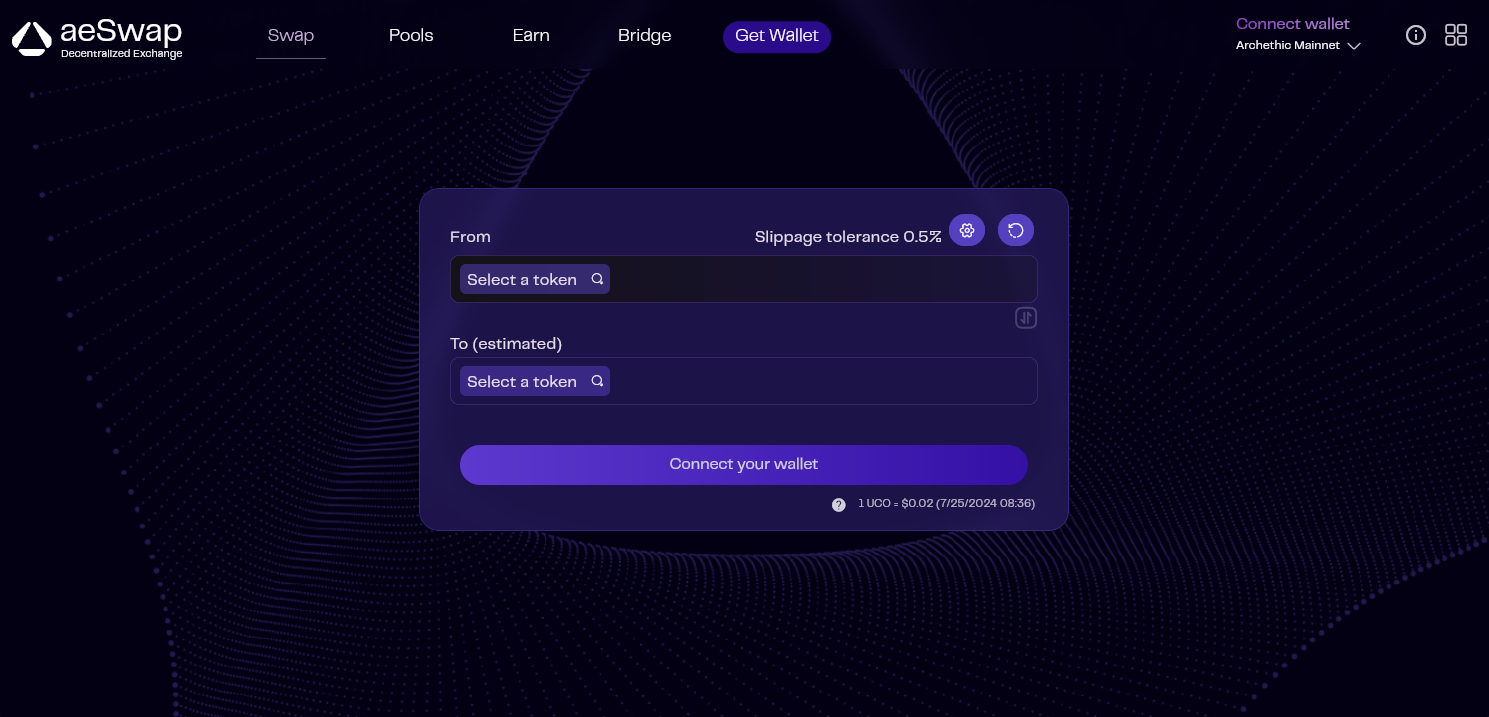 aeSwap
Decentralized Exchange
Swap
Pools
Earn
Bridge
Get Wallet
Connect wallet
Archethic Mainnet
From
Slippage tolerance 0.5%
Select a token
To (estimated)
Select a token
Connect your wallet
1 UCO = $0.02 (7/25/2024 08:36)